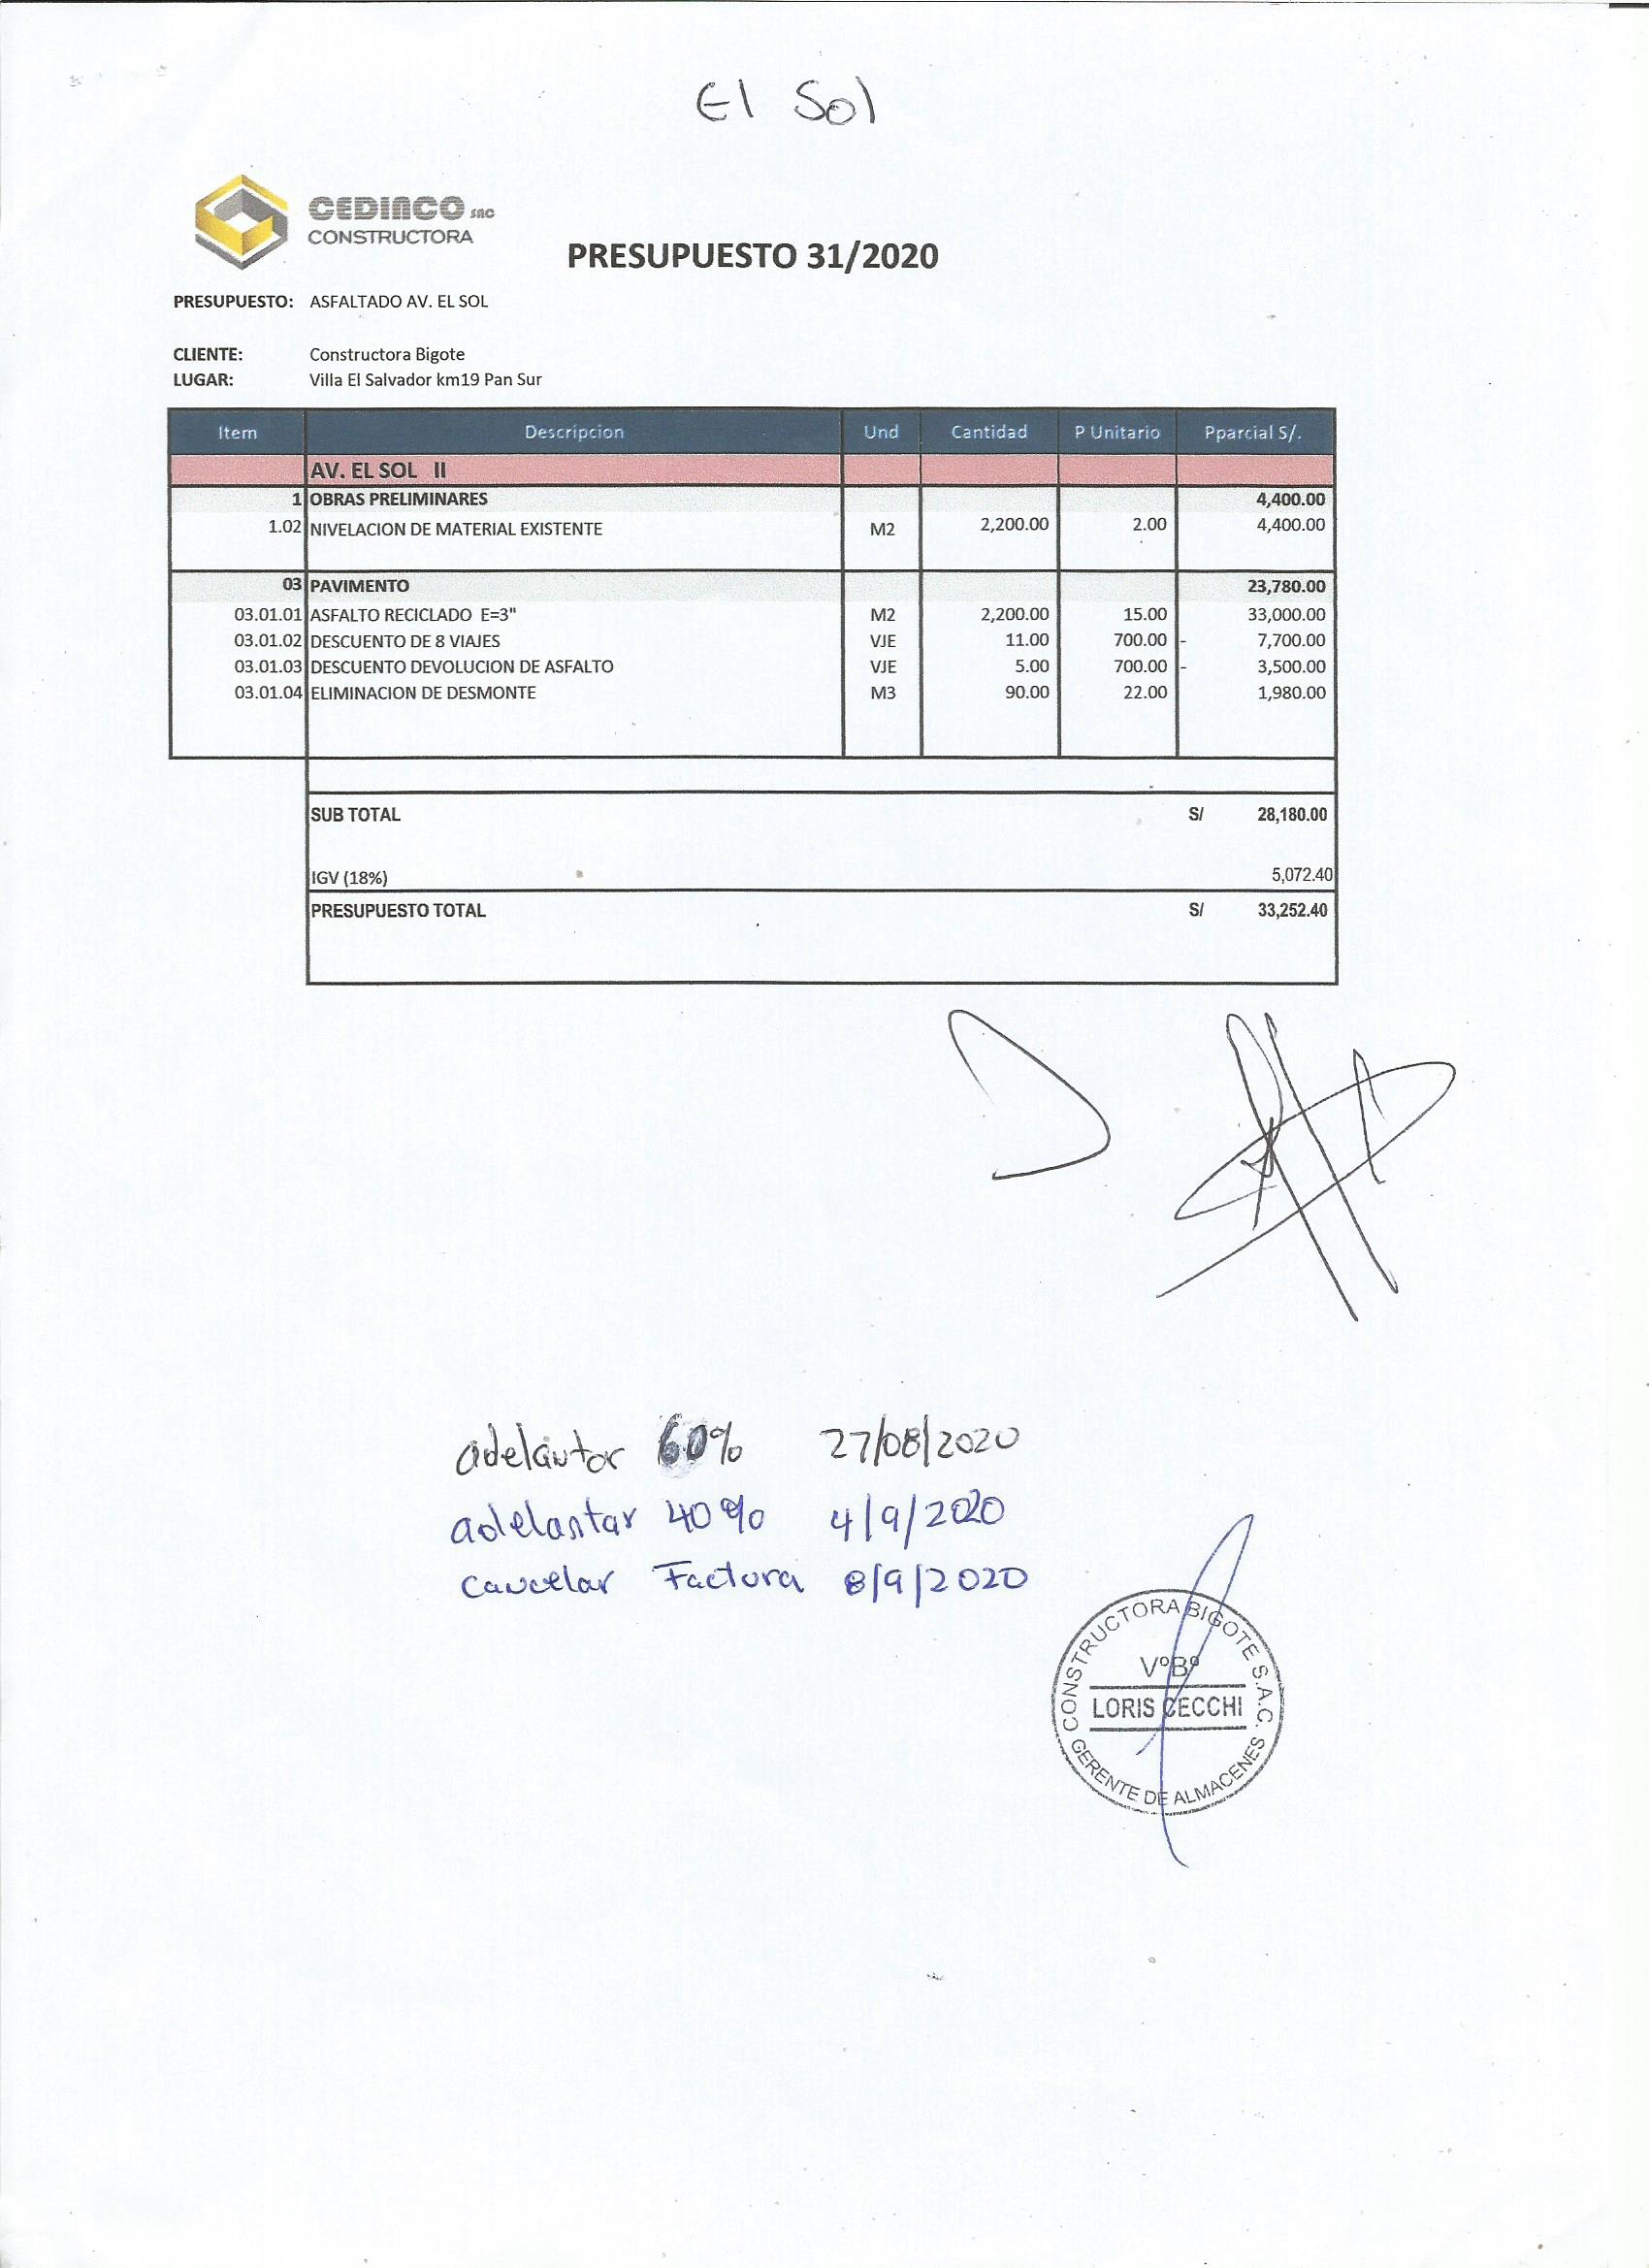 El Sol
CEDINCO SAC
CONSTRUCTORA
PRESUPUESTO 31/2020
PRESUPUESTO: ASFALTADO AV. EL SOL
CLIENTE: Constructora Bigote
LUGAR: Villa El Salvador km19 Pan Sur
Item Descripcion Und Cantidad P Unitario Pparcial S/.
AV. EL SOL II
1 OBRAS PRELIMINARES 4,400.00
1.02 NIVELACION DE MATERIAL EXISTENTE M2 2,200.00 2.00 4,400.00
03 PAVIMENTO 23,780.00
03.01.01 ASFALTO RECICLADO E=3" M2 2,200.00 15.00 33,000.00
03.01.02 DESCUENTO DE 8 VIAJES VJE 11.00 700.00 - 7,700.00
03.01.03 DESCUENTO DEVOLUCION DE ASFALTO VJE 5.00 700.00 - 3,500.00
03.01.04 ELIMINACION DE DESMONTE M3 90.00 22.00 1,980.00
SUB TOTAL S/ 28,180.00
IGV (18%) 5,072.40
PRESUPUESTO TOTAL S/ 33,252.40
adelantar 60% 27/08/2020
adelantar 40% 4/9/2020
cancelar Factura 8/9/2020
CONSTRUCTORA BIGOTE S.A.C.
VºBº
LORIS CECCHI
GERENTE DE ALMACENES